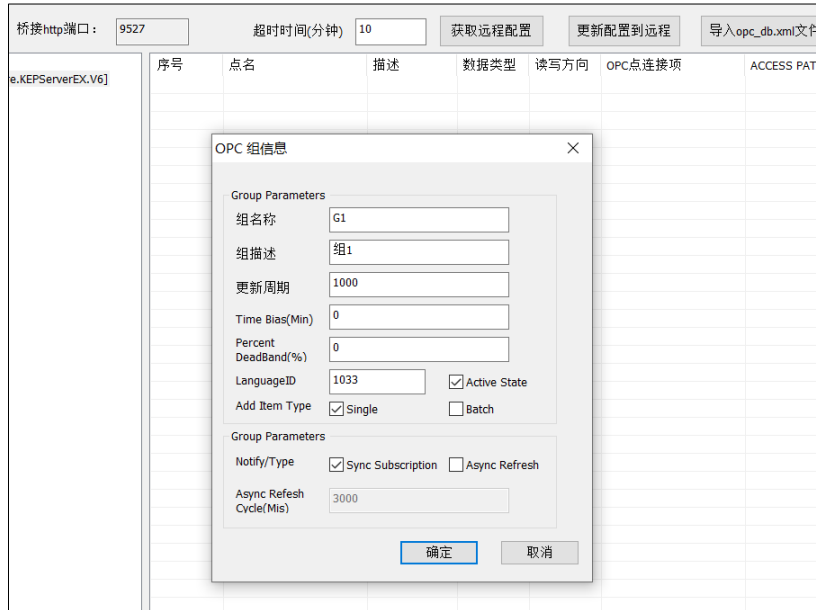 桥接http端口： 9527 超时时间(分钟) 10 获取远程配置 更新配置到远程 导入opc_db.xml文件
re.KEPServerEX.V6]
序号 点名 描述 数据类型 读写方向 OPC点连接项 ACCESS PAT
OPC 组信息
Group Parameters
组名称 G1
组描述 组1
更新周期 1000
Time Bias(Min) 0
Percent
DeadBand(%) 0
LanguageID 1033 Active State
Add Item Type Single Batch
Group Parameters
Notify/Type Sync Subscription Async Refresh
Async Refesh
Cycle(Mis) 3000
确定 取消